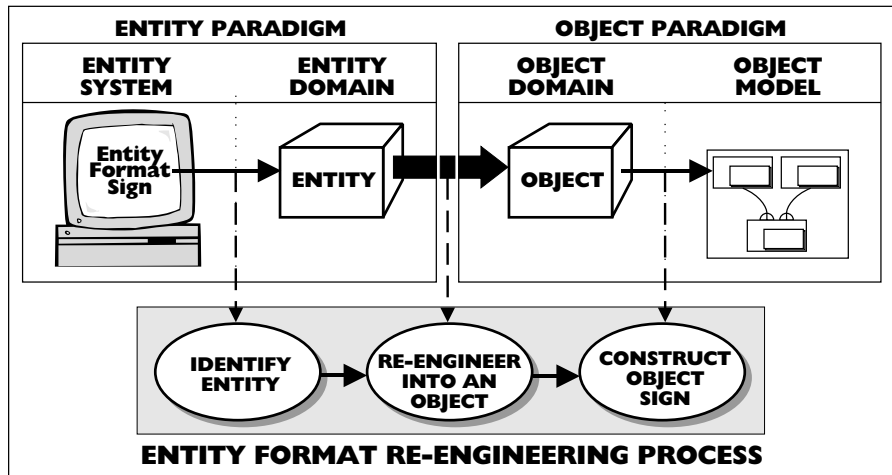 ENTITY PARADIGM
OBJECT PARADIGM
ENTITY
SYSTEM
ENTITY
DOMAIN
OBJECT
DOMAIN
OBJECT
MODEL
Entity
Format
Sign
ENTITY
OBJECT
IDENTIFY
ENTITY
RE-ENGINEER
INTO AN
OBJECT
CONSTRUCT
OBJECT
SIGN
ENTITY FORMAT RE-ENGINEERING PROCESS